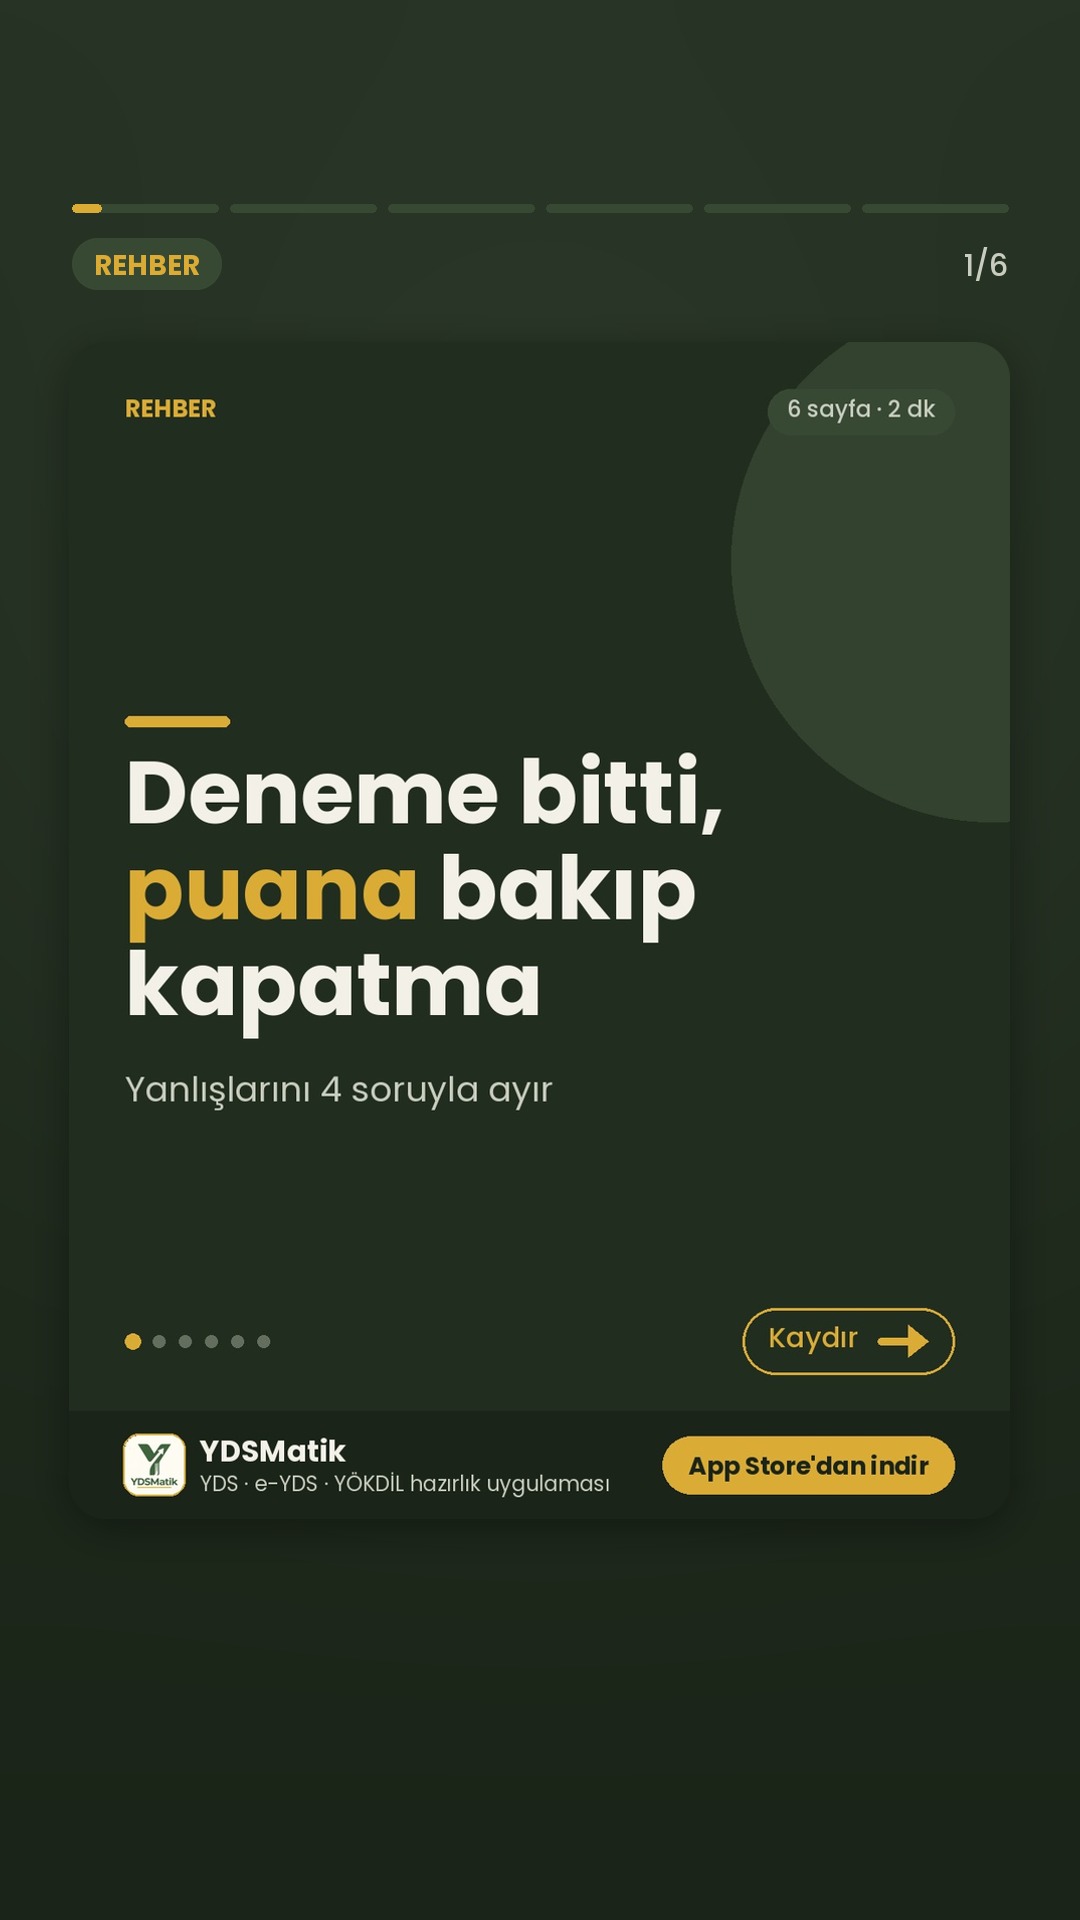 REHBER
1/6
REHBER
6 sayfa · 2 dk
Deneme bitti,
puana bakıp
kapatma
Yanlışlarını 4 soruyla ayır
Kaydır
YDSMatik
YDSMatik
YDS · e-YDS · YÖKDİL hazırlık uygulaması
App Store'dan indir